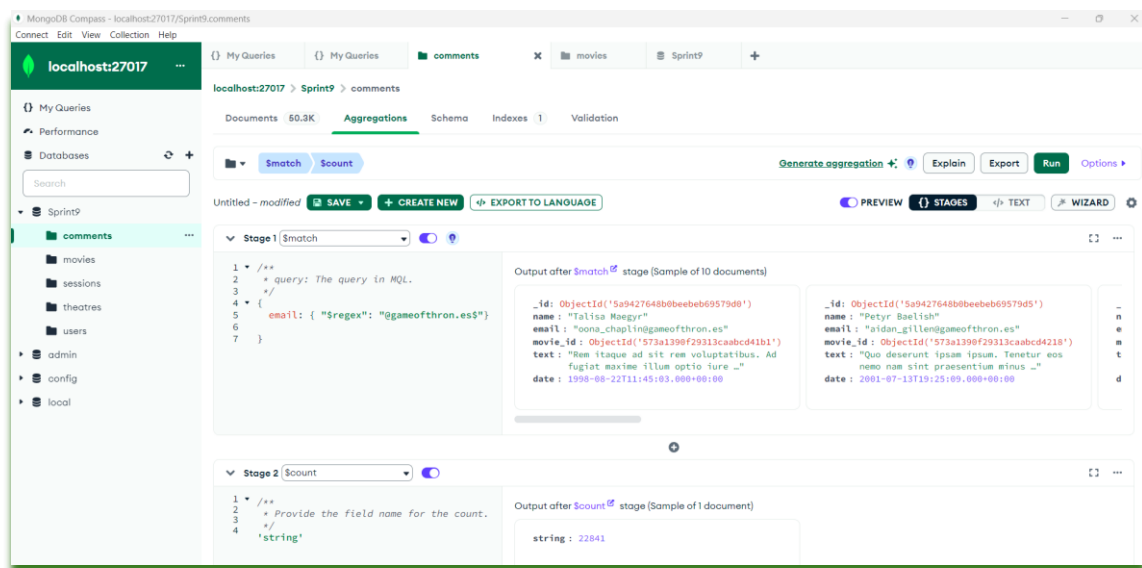 MongoDB Compass - localhost:27017/Sprint9.comments
Connect Edit View Collection Help
localhost:27017 ...
{} My Queries
{} My Queries
comments
movies
Sprint9
localhost:27017 > Sprint9 > comments
Documents 50.3K Aggregations Schema Indexes 1 Validation
{} My Queries
Performance
Databases
Search
Sprint9
comments ...
movies
sessions
theatres
users
admin
config
local
$match $count
Generate aggregation Explain Export Run Options
Untitled – modified SAVE + CREATE NEW </> EXPORT TO LANGUAGE
PREVIEW {} STAGES </> TEXT WIZARD
Stage 1 $match
1 /**
2 * query: The query in MQL.
3 */
4 {
5 email: { "$regex": "@gameofthron.es$"}
6
7 }
Output after $match stage (Sample of 10 documents)
_id: ObjectId('5a9427648b0beebeb69579d0')
name : "Talisa Maegyr"
email : "oona_chaplin@gameofthron.es"
movie_id : ObjectId('573a1390f29313caabcd41b1')
text : "Rem itaque ad sit rem voluptatibus. Ad
fugiat maxime illum optio iure …"
date : 1998-08-22T11:45:03.000+00:00
_id: ObjectId('5a9427648b0beebeb69579d5')
name : "Petyr Baelish"
email : "aidan_gillen@gameofthron.es"
movie_id : ObjectId('573a1390f29313caabcd4218')
text : "Quo deserunt ipsam ipsum. Tenetur eos
nemo nam sint praesentium minus …"
date : 2001-07-13T19:25:09.000+00:00
_
n
e
m
t
d
Stage 2 $count
1 /**
2 * Provide the field name for the count.
3 */
4 'string'
Output after $count stage (Sample of 1 document)
string : 22841